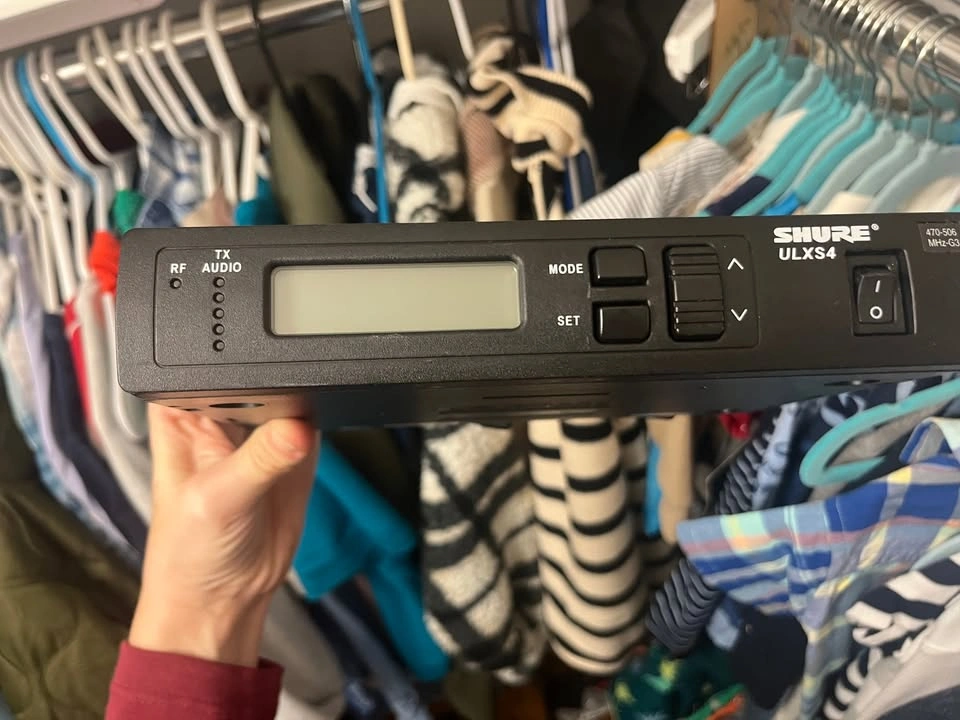 RF
TX
AUDIO
MODE
SET
SHURE®
ULXS4
470-506
MHz-G3
I
O